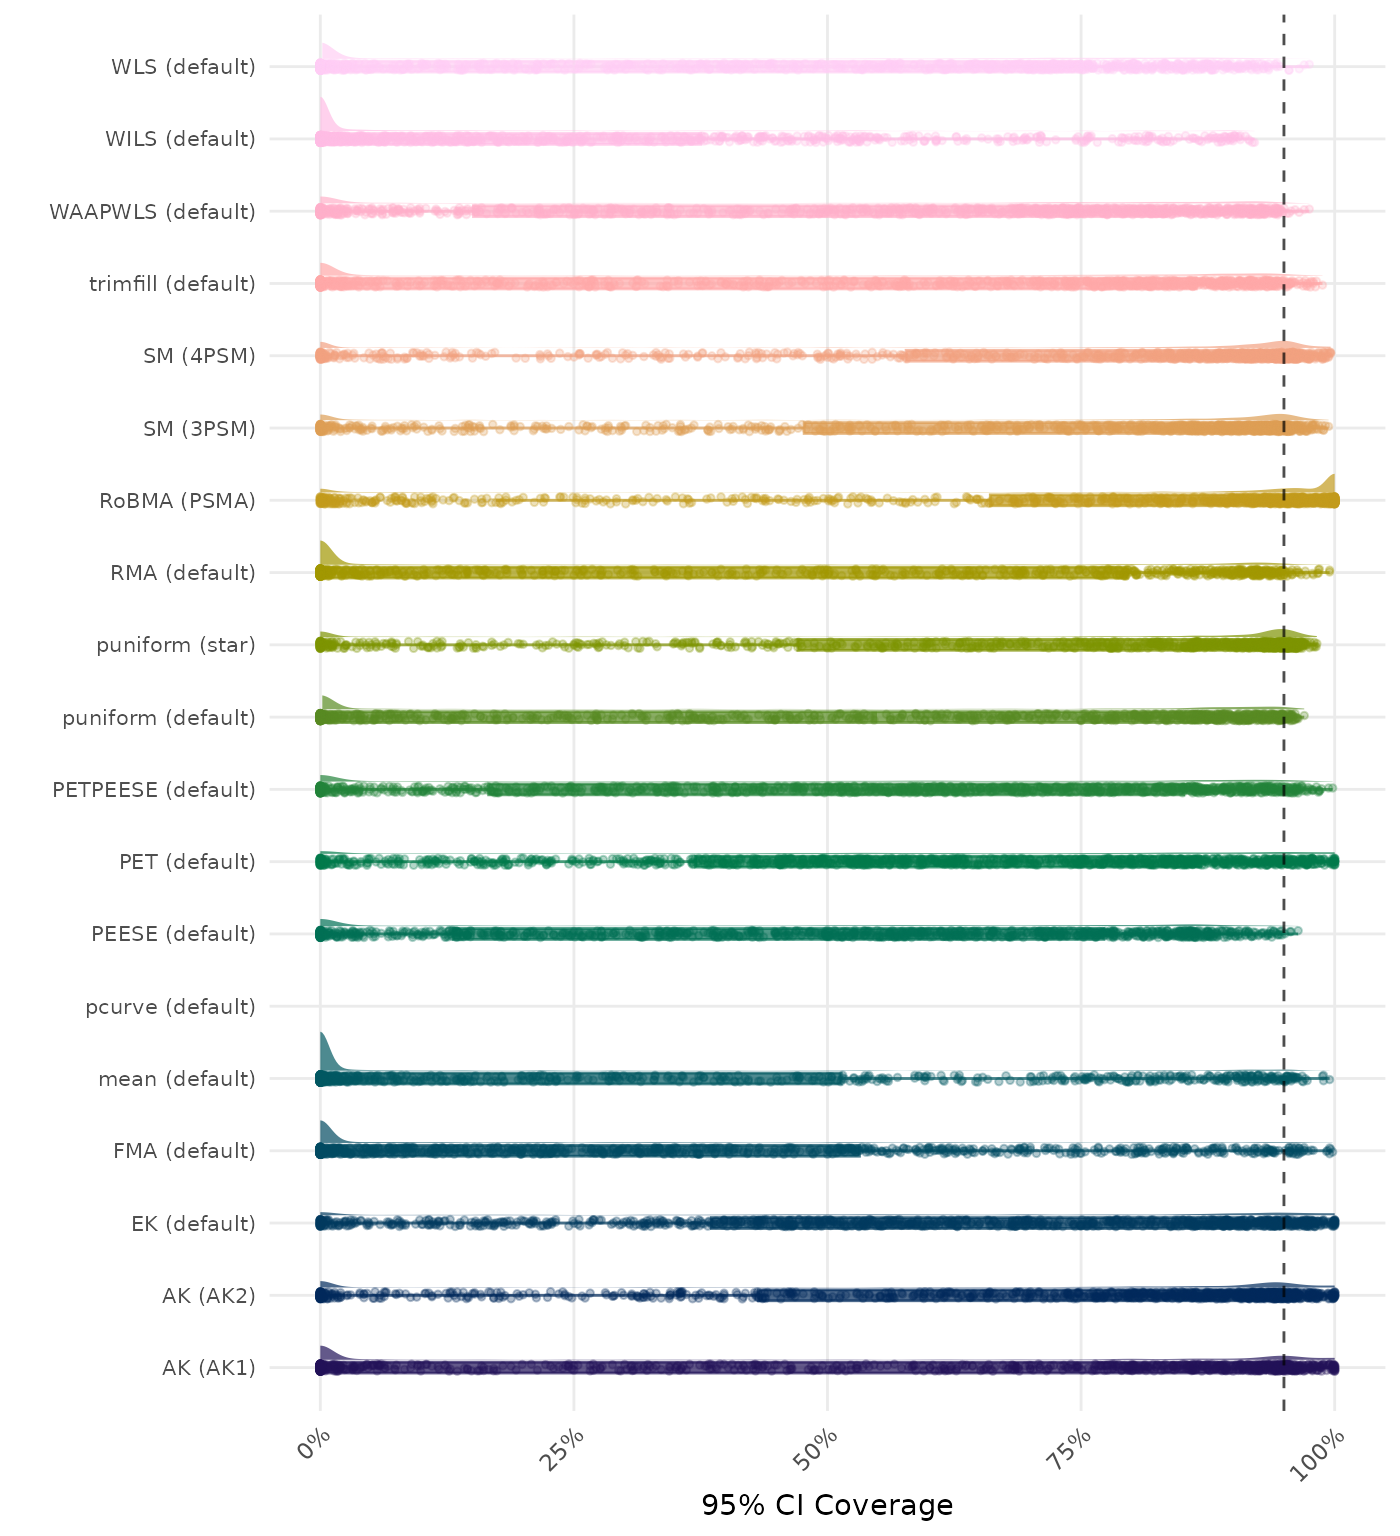 WLS (default)
WILS (default)
WAAPWLS (default)
trimfill (default)
SM (4PSM)
SM (3PSM)
RoBMA (PSMA)
RMA (default)
puniform (star)
puniform (default)
PETPEESE (default)
PET (default)
PEESE (default)
pcurve (default)
mean (default)
FMA (default)
EK (default)
AK (AK2)
AK (AK1)
0% 25% 50% 75% 100%
95% CI Coverage